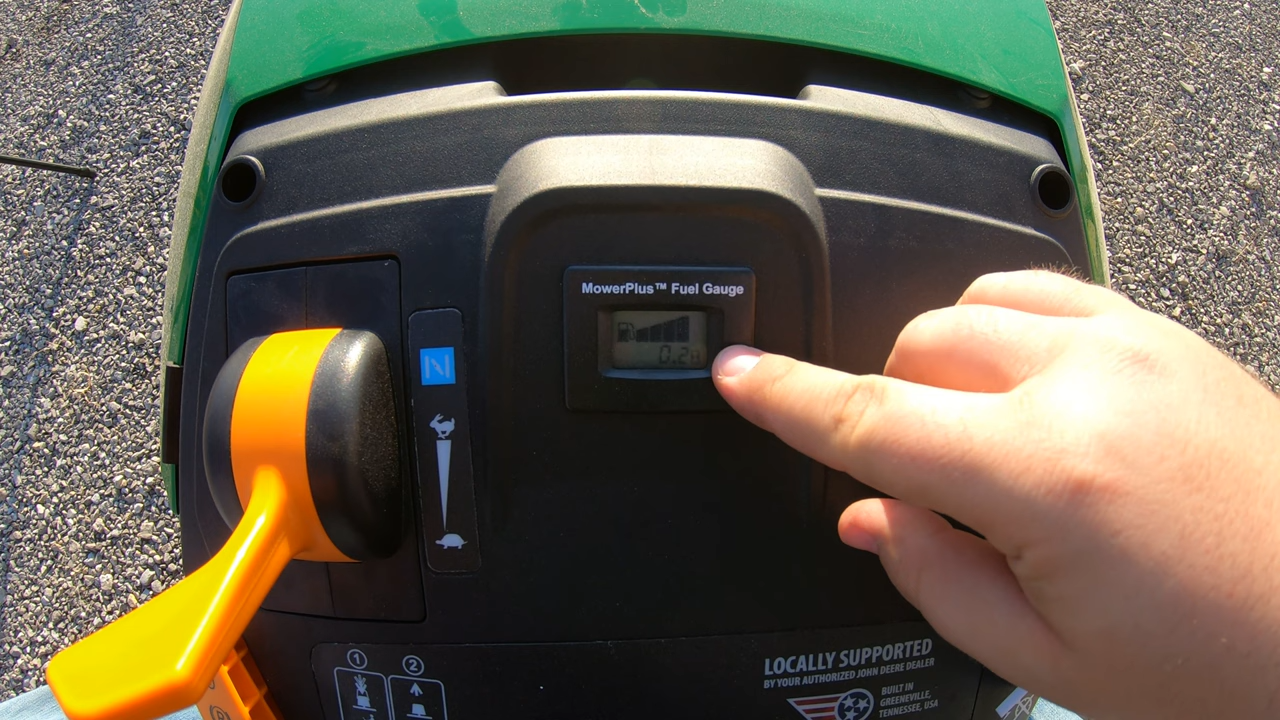 MowerPlus™ Fuel Gauge
0.2
1
2
LOCALLY SUPPORTED
BY YOUR AUTHORIZED JOHN DEERE DEALER
BUILT IN
GREENEVILLE,
TENNESSEE, USA